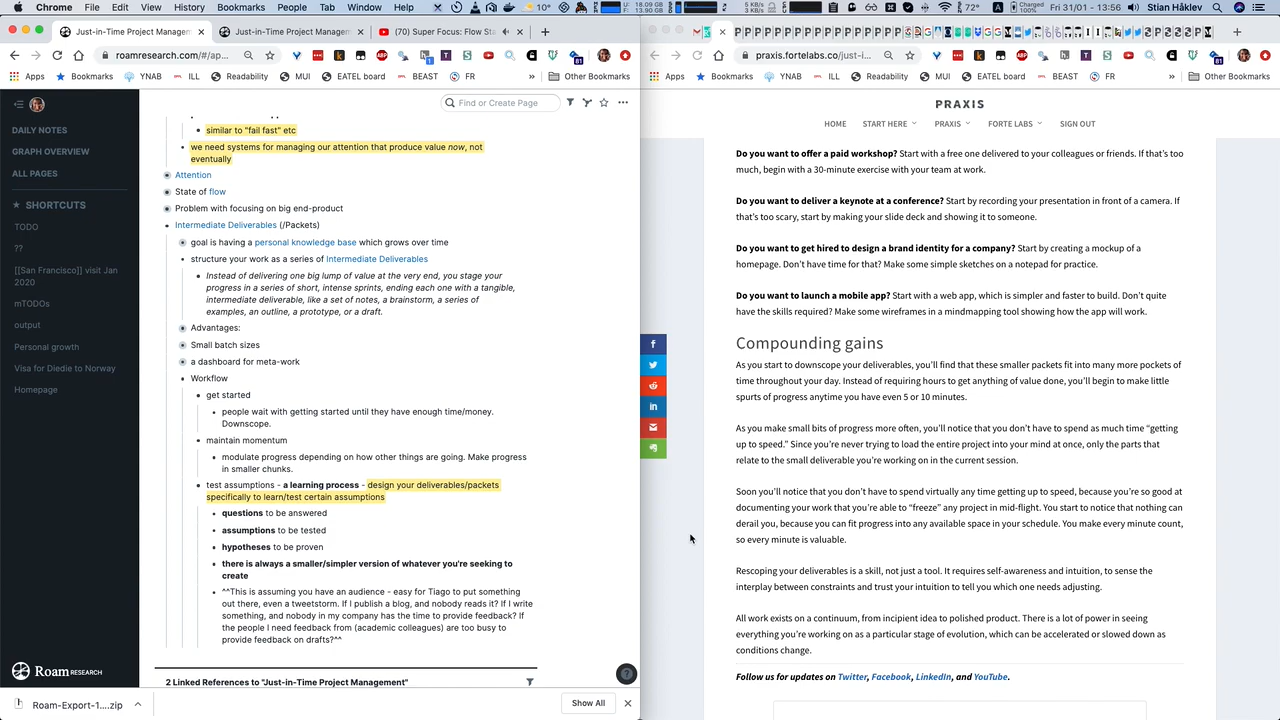 Chrome File Edit View History Bookmarks People Tab Window Help
10° U: 18.09 GB F: 13.90 GB 5 KB/s 3 KB/s 72° Charged 100% Fri 31/01 - 13:56 Stian Håklev
Just-in-Time Project Managem
Just-in-Time Project Managem
(70) Super Focus: Flow Sta
roamresearch.com/#/ap...
Apps Bookmarks YNAB ILL Readability MUI EATEL board BEAST FR » Other Bookmarks
Find or Create Page
DAILY NOTES
GRAPH OVERVIEW
ALL PAGES
★ SHORTCUTS
TODO
??
[[San Francisco]] visit Jan
2020
mTODOs
output
Personal growth
Visa for Diedie to Norway
Homepage
Roam RESEARCH
similar to "fail fast" etc
we need systems for managing our attention that produce value now, not
eventually
Attention
State of flow
Problem with focusing on big end-product
Intermediate Deliverables (/Packets)
goal is having a personal knowledge base which grows over time
structure your work as a series of Intermediate Deliverables
Instead of delivering one big lump of value at the very end, you stage your
progress in a series of short, intense sprints, ending each one with a tangible,
intermediate deliverable, like a set of notes, a brainstorm, a series of
examples, an outline, a prototype, or a draft.
Advantages:
Small batch sizes
a dashboard for meta-work
Workflow
get started
people wait with getting started until they have enough time/money.
Downscope.
maintain momentum
modulate progress depending on how other things are going. Make progress
in smaller chunks.
test assumptions - a learning process - design your deliverables/packets
specifically to learn/test certain assumptions
questions to be answered
assumptions to be tested
hypotheses to be proven
there is always a smaller/simpler version of whatever you're seeking to
create
^^This is assuming you have an audience - easy for Tiago to put something
out there, even a tweetstorm. If I publish a blog, and nobody reads it? If I write
something, and nobody in my company has the time to provide feedback? If
the people I need feedback from (academic colleagues) are too busy to
provide feedback on drafts?^^
2 Linked References to "Just-in-Time Project Management"
Roam-Export-1....zip
Show All
praxis.fortelabs.co/just-i...
Apps Bookmarks YNAB ILL Readability MUI EATEL board BEAST FR » Other Bookmarks
PRAXIS
HOME START HERE PRAXIS FORTE LABS SIGN OUT
Do you want to offer a paid workshop? Start with a free one delivered to your colleagues or friends. If that's too
much, begin with a 30-minute exercise with your team at work.
Do you want to deliver a keynote at a conference? Start by recording your presentation in front of a camera. If
that's too scary, start by making your slide deck and showing it to someone.
Do you want to get hired to design a brand identity for a company? Start by creating a mockup of a
homepage. Don't have time for that? Make some simple sketches on a notepad for practice.
Do you want to launch a mobile app? Start with a web app, which is simpler and faster to build. Don't quite
have the skills required? Make some wireframes in a mindmapping tool showing how the app will work.
Compounding gains
As you start to downscope your deliverables, you'll find that these smaller packets fit into many more pockets of
time throughout your day. Instead of requiring hours to get anything of value done, you'll begin to make little
spurts of progress anytime you have even 5 or 10 minutes.
As you make small bits of progress more often, you'll notice that you don't have to spend as much time "getting
up to speed." Since you're never trying to load the entire project into your mind at once, only the parts that
relate to the small deliverable you're working on in the current session.
Soon you'll notice that you don't have to spend virtually any time getting up to speed, because you're so good at
documenting your work that you're able to "freeze" any project in mid-flight. You start to notice that nothing can
derail you, because you can fit progress into any available space in your schedule. You make every minute count,
so every minute is valuable.
Rescoping your deliverables is a skill, not just a tool. It requires self-awareness and intuition, to sense the
interplay between constraints and trust your intuition to tell you which one needs adjusting.
All work exists on a continuum, from incipient idea to polished product. There is a lot of power in seeing
everything you're working on as a particular stage of evolution, which can be accelerated or slowed down as
conditions change.
Follow us for updates on Twitter, Facebook, LinkedIn, and YouTube.